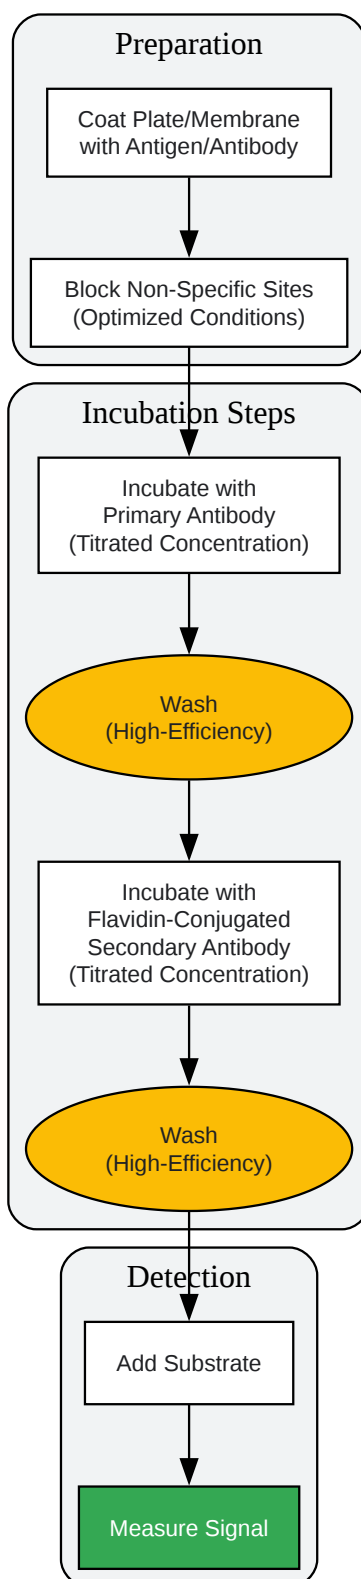 Preparation
Coat Plate/Membrane
with Antigen/Antibody
Block Non-Specific Sites
(Optimized Conditions)
Incubation Steps
Incubate with
Primary Antibody
(Titrated Concentration)
Wash
(High-Efficiency)
Incubate with
Flavidin-Conjugated
Secondary Antibody
(Titrated Concentration)
Wash
(High-Efficiency)
Detection
Add Substrate
Measure Signal